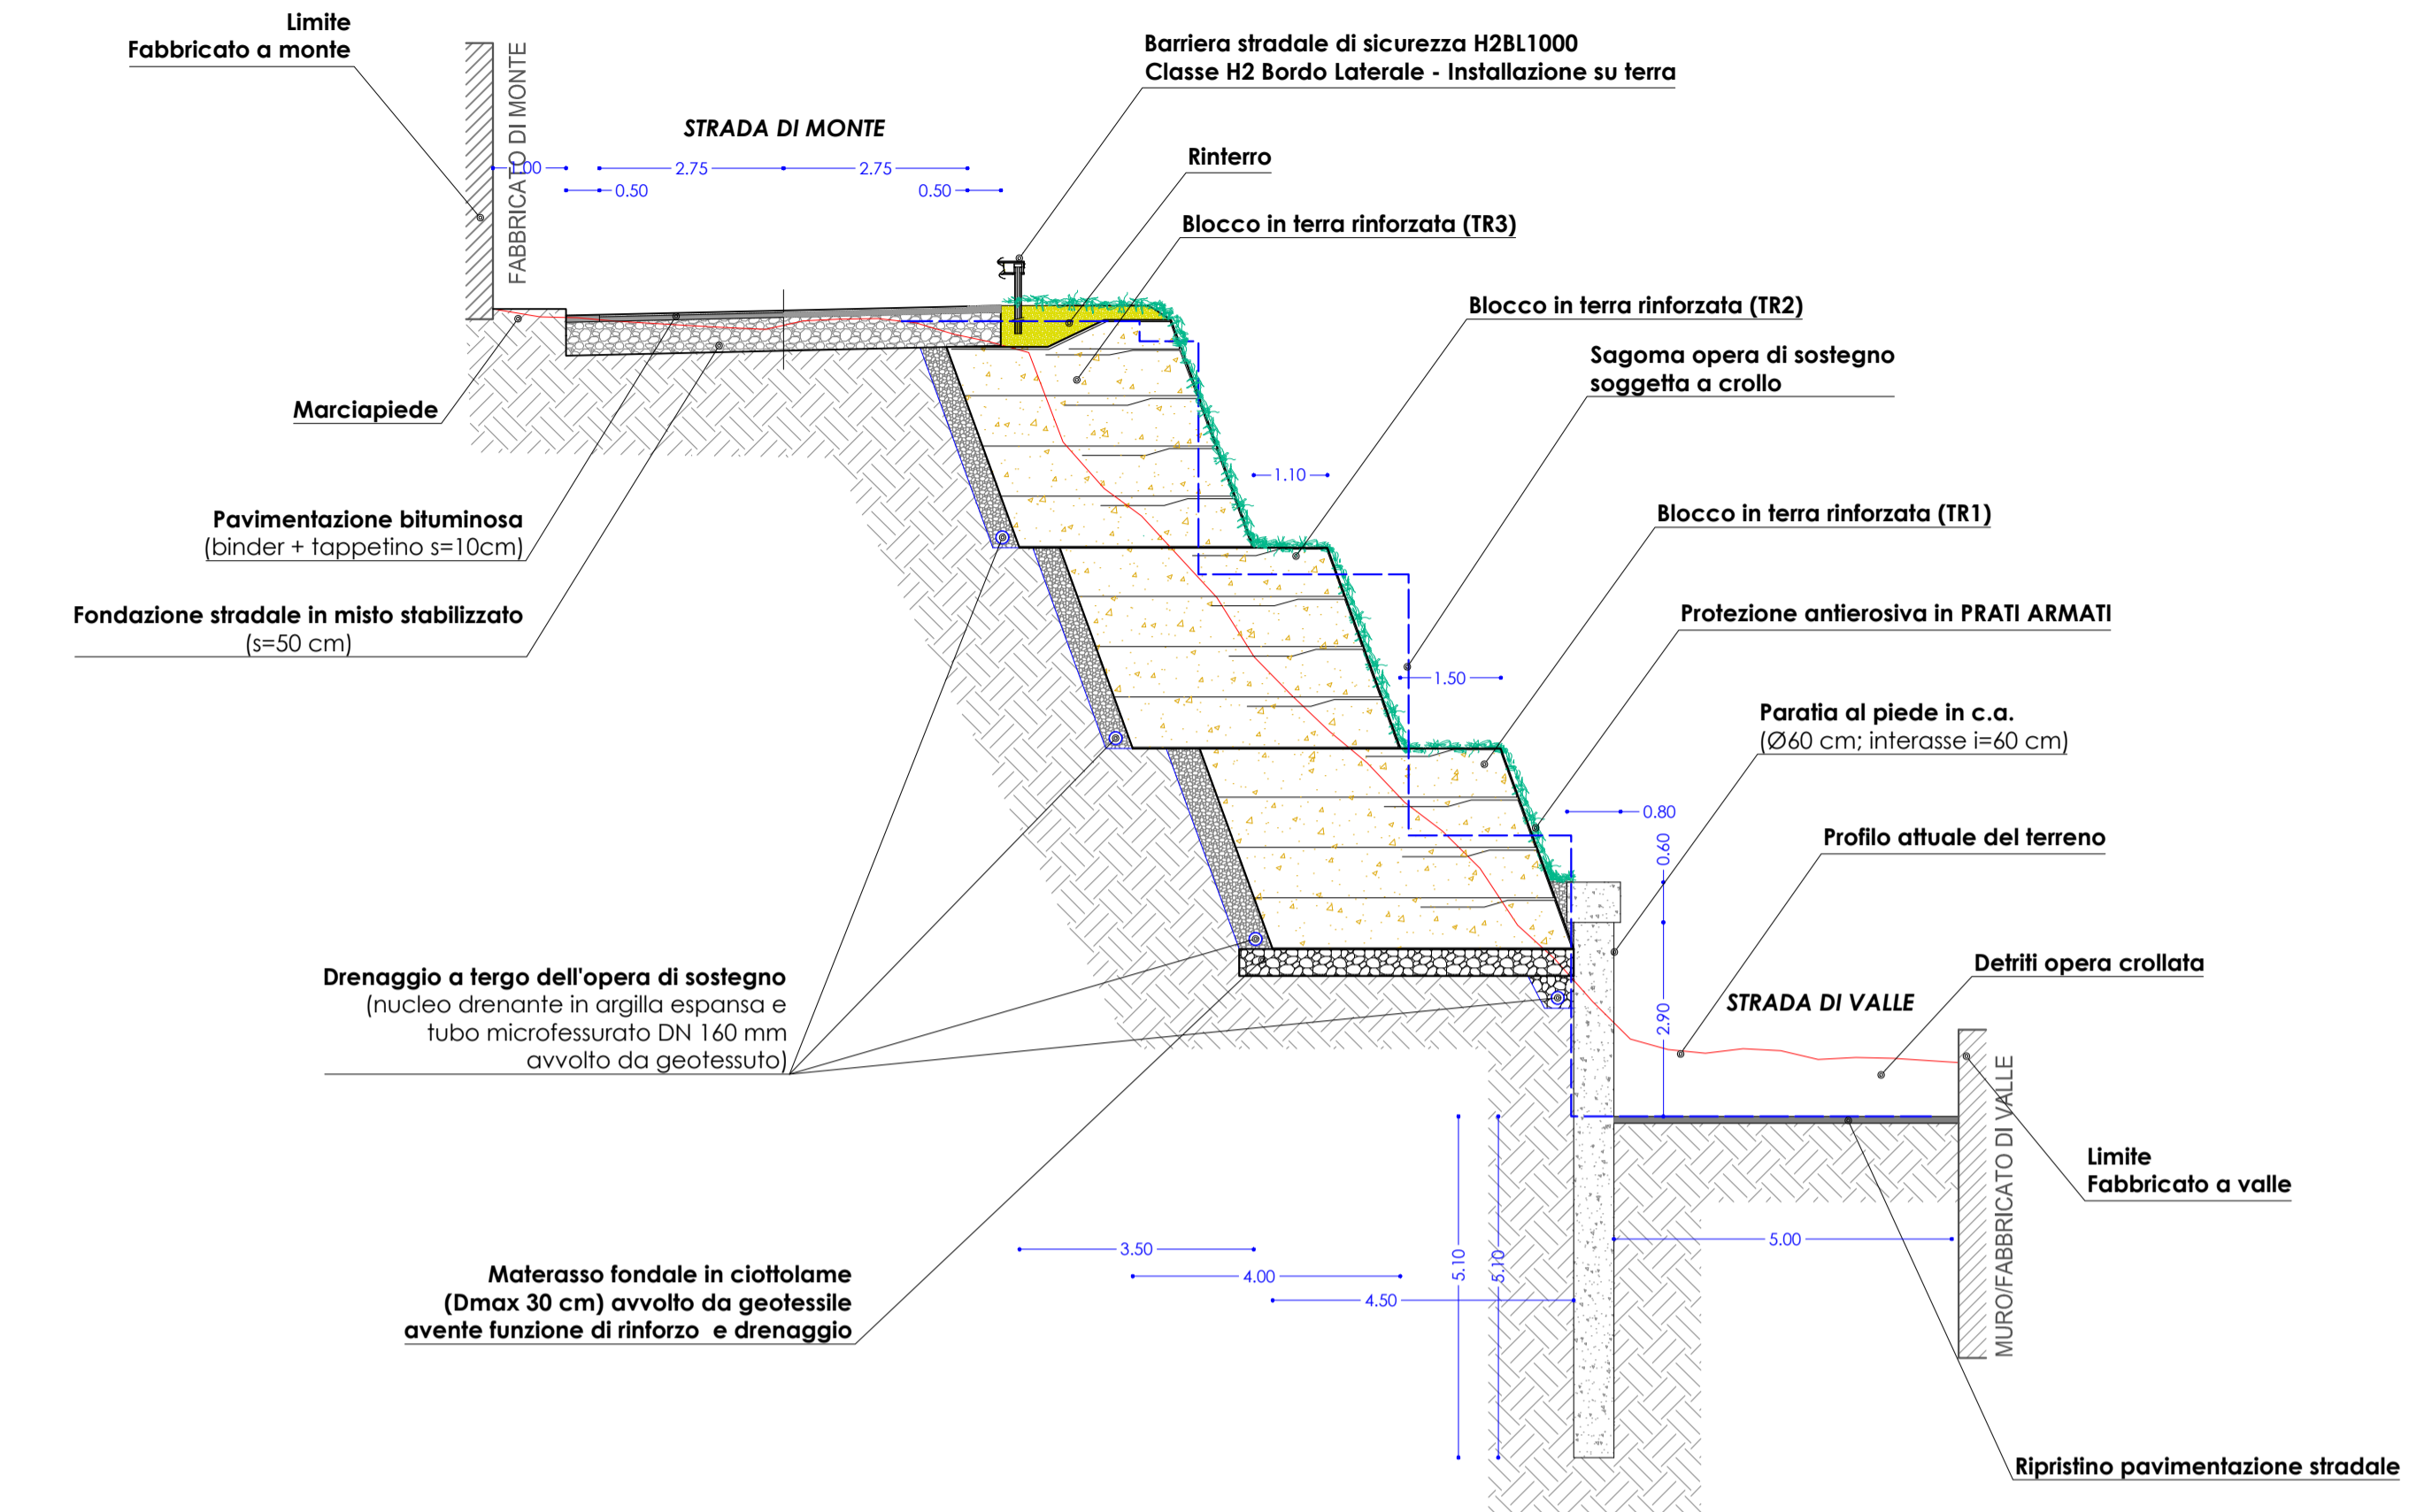 Limite
Fabbricato a monte
FABBRICATO DI MONTE
STRADA DI MONTE
1.00
2.75
2.75
0.50
0.50
Barriera stradale di sicurezza H2BL1000
Classe H2 Bordo Laterale - Installazione su terra
Rinterro
Blocco in terra rinforzata (TR3)
Blocco in terra rinforzata (TR2)
Sagoma opera di sostegno
soggetta a crollo
Marciapiede
1.10
Pavimentazione bituminosa
(binder + tappetino s=10cm)
Blocco in terra rinforzata (TR1)
Fondazione stradale in misto stabilizzato
(s=50 cm)
Protezione antierosiva in PRATI ARMATI
1.50
Paratia al piede in c.a.
(Ø60 cm; interasse i=60 cm)
0.80
0.60
Profilo attuale del terreno
Detriti opera crollata
STRADA DI VALLE
2.90
Drenaggio a tergo dell'opera di sostegno
(nucleo drenante in argilla espansa e
tubo microfessurato DN 160 mm
avvolto da geotessuto)
MURO/FABBRICATO DI VALLE
Limite
Fabbricato a valle
3.50
4.00
4.50
5.10
5.10
5.00
Materasso fondale in ciottolame
(Dmax 30 cm) avvolto da geotessile
avente funzione di rinforzo e drenaggio
Ripristino pavimentazione stradale